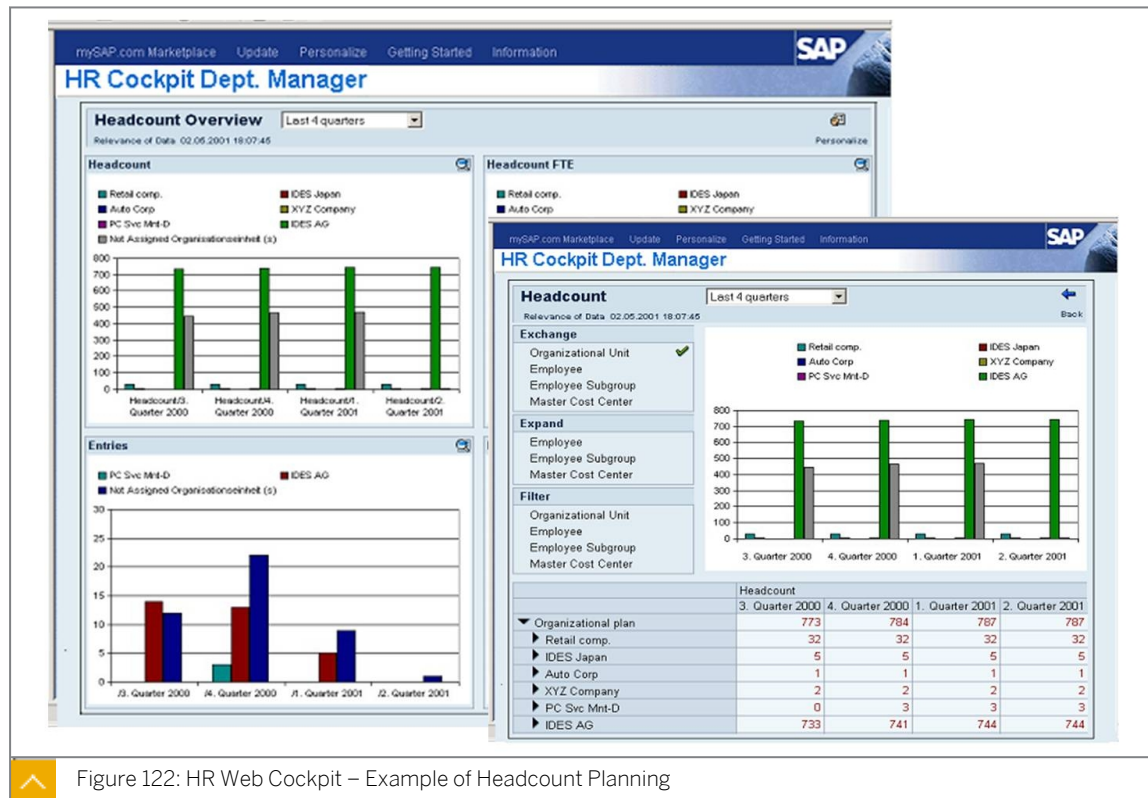 mySAP.com Marketplace Update Personalize Getting Started Information SAP
HR Cockpit Dept. Manager
Headcount Overview Last 4 quarters
Relevance of Data 02.05.2001 18:07:45 Personalize
Headcount
Retail comp. IDES Japan
Auto Corp XYZ Company
PC Svc Mnt-D IDES AG
Not Assigned Organisationseinheit (s)
800
700
600
500
400
300
200
100
0
Headcount/3. Headcount/4. Headcount/1. Headcount/2.
Quarter 2000 Quarter 2000 Quarter 2001 Quarter 2001
Headcount FTE
Retail comp. IDES Japan
Auto Corp XYZ Company
Entries
PC Svc Mnt-D IDES AG
Not Assigned Organisationseinheit (s)
30
25
20
15
10
5
0
/3. Quarter 2000 /4. Quarter 2000 /1. Quarter 2001 /2. Quarter 2001
mySAP.com Marketplace Update Personalize Getting Started Information SAP
HR Cockpit Dept. Manager
Headcount Last 4 quarters
Relevance of Data 02.05.2001 18:07:45 Back
Exchange
Organizational Unit
Employee
Employee Subgroup
Master Cost Center
Expand
Employee
Employee Subgroup
Master Cost Center
Filter
Organizational Unit
Employee
Employee Subgroup
Master Cost Center
Retail comp. IDES Japan
Auto Corp XYZ Company
PC Svc Mnt-D IDES AG
800
700
600
500
400
300
200
100
0
3. Quarter 2000 4. Quarter 2000 1. Quarter 2001 2. Quarter 2001
Headcount
3. Quarter 2000 4. Quarter 2000 1. Quarter 2001 2. Quarter 2001
Organizational plan 773 784 787 787
Retail comp. 32 32 32 32
IDES Japan 5 5 5 5
Auto Corp 1 1 1 1
XYZ Company 2 2 2 2
PC Svc Mnt-D 0 3 3 3
IDES AG 733 741 744 744
Figure 122: HR Web Cockpit – Example of Headcount Planning